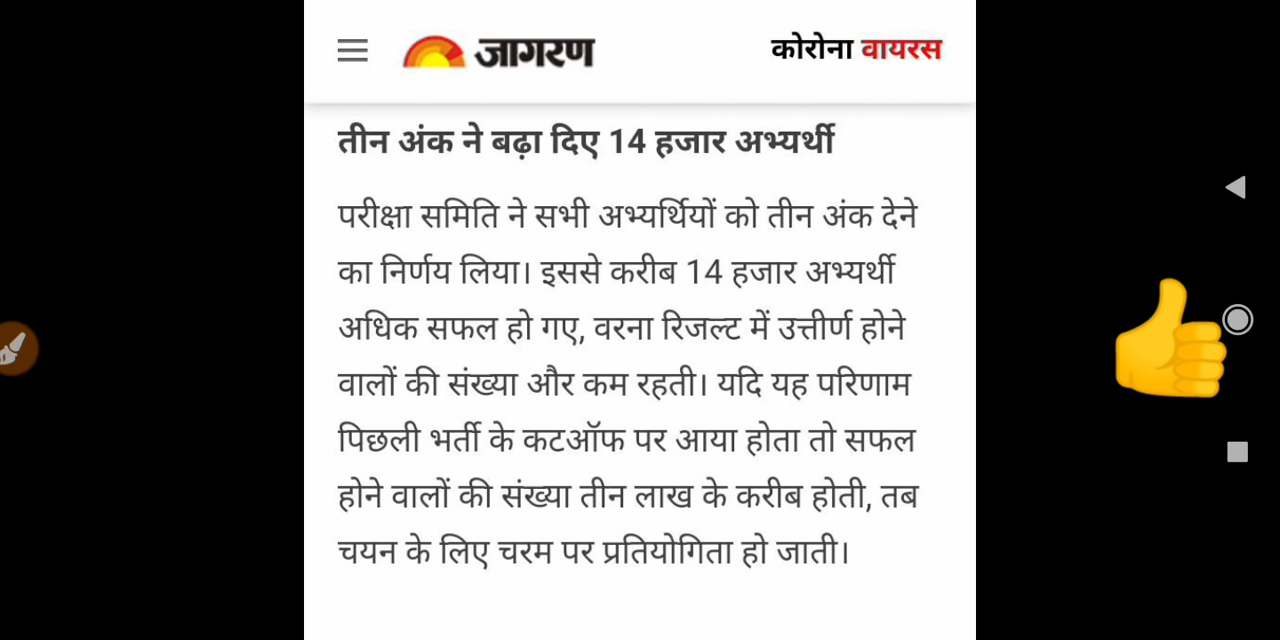 जागरण
कोरोना वायरस
तीन अंक ने बढ़ा दिए 14 हजार अभ्यर्थी
परीक्षा समिति ने सभी अभ्यर्थियों को तीन अंक देने
का निर्णय लिया। इससे करीब 14 हजार अभ्यर्थी
अधिक सफल हो गए, वरना रिजल्ट में उत्तीर्ण होने
वालों की संख्या और कम रहती। यदि यह परिणाम
पिछली भर्ती के कटऑफ पर आया होता तो सफल
होने वालों की संख्या तीन लाख के करीब होती, तब
चयन के लिए चरम पर प्रतियोगिता हो जाती।